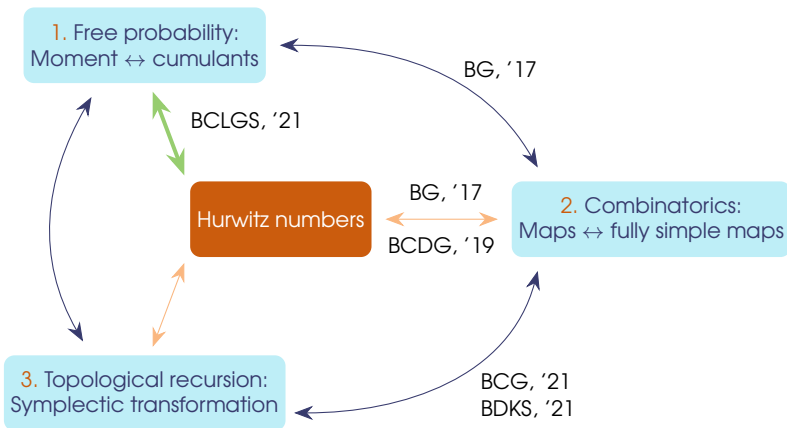 1. Free probability:
Moment ↔ cumulants
BG, '17
BCLGS, '21
Hurwitz numbers
BG, '17
BCDG, '19
2. Combinatorics:
Maps ↔ fully simple maps
3. Topological recursion:
Symplectic transformation
BCG, '21
BDKS, '21